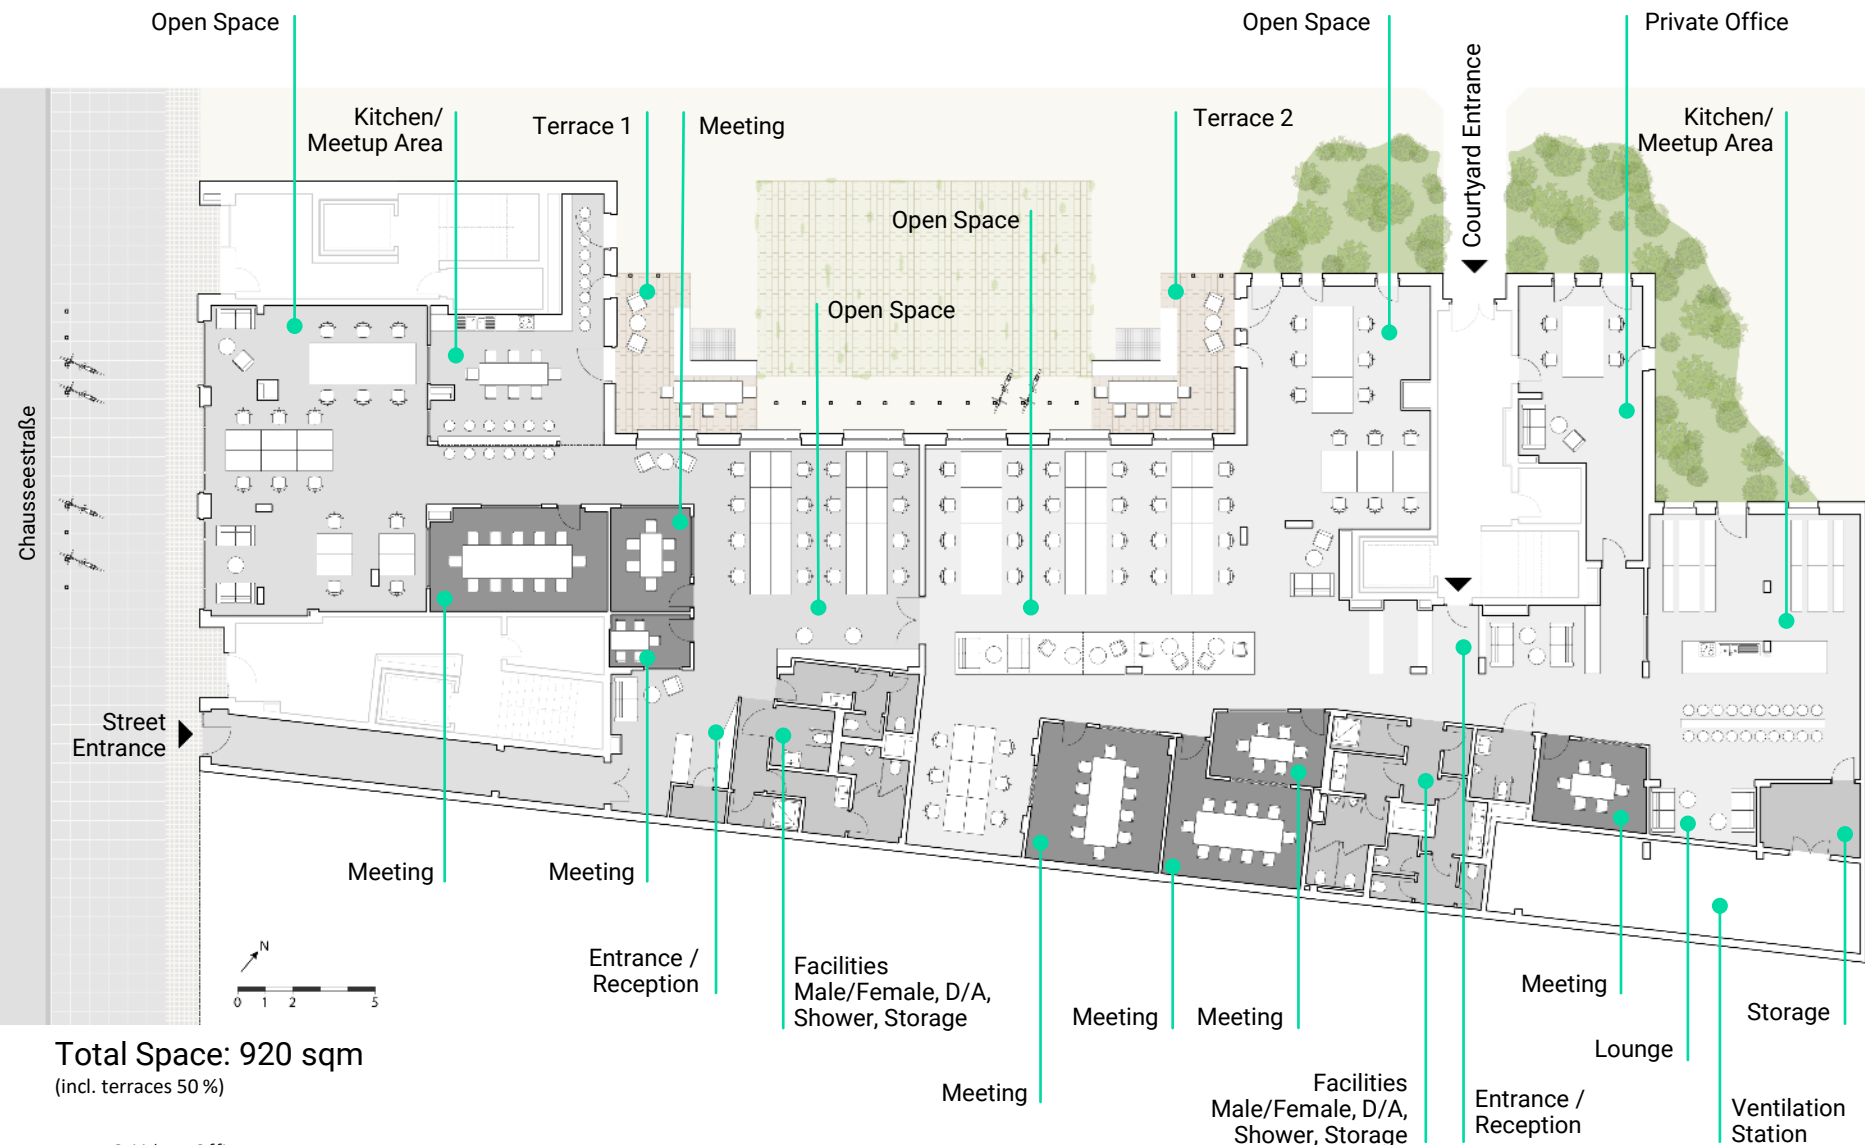 Open Space
Open Space
Private Office
Kitchen/
Meetup Area
Terrace 1
Meeting
Terrace 2
Courtyard Entrance
Kitchen/
Meetup Area
Open Space
Open Space
Chausseestraße
Street
Entrance
Meeting
Meeting
Entrance /
Reception
Facilities
Male/Female, D/A,
Shower, Storage
Meeting
Meeting
Meeting
Meeting
Storage
Lounge
Facilities
Male/Female, D/A,
Shower, Storage
Entrance /
Reception
Ventilation
Station
N
0 1 2 5
Total Space: 920 sqm
(incl. terraces 50 %)